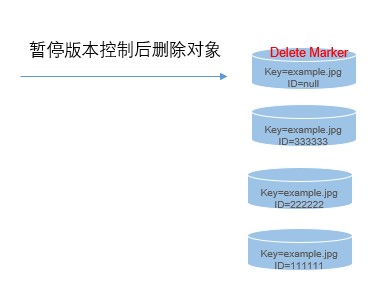 暂停版本控制后删除对象
Delete Marker
Key=example.jpg
ID=null
Key=example.jpg
ID=333333
Key=example.jpg
ID=222222
Key=example.jpg
ID=111111